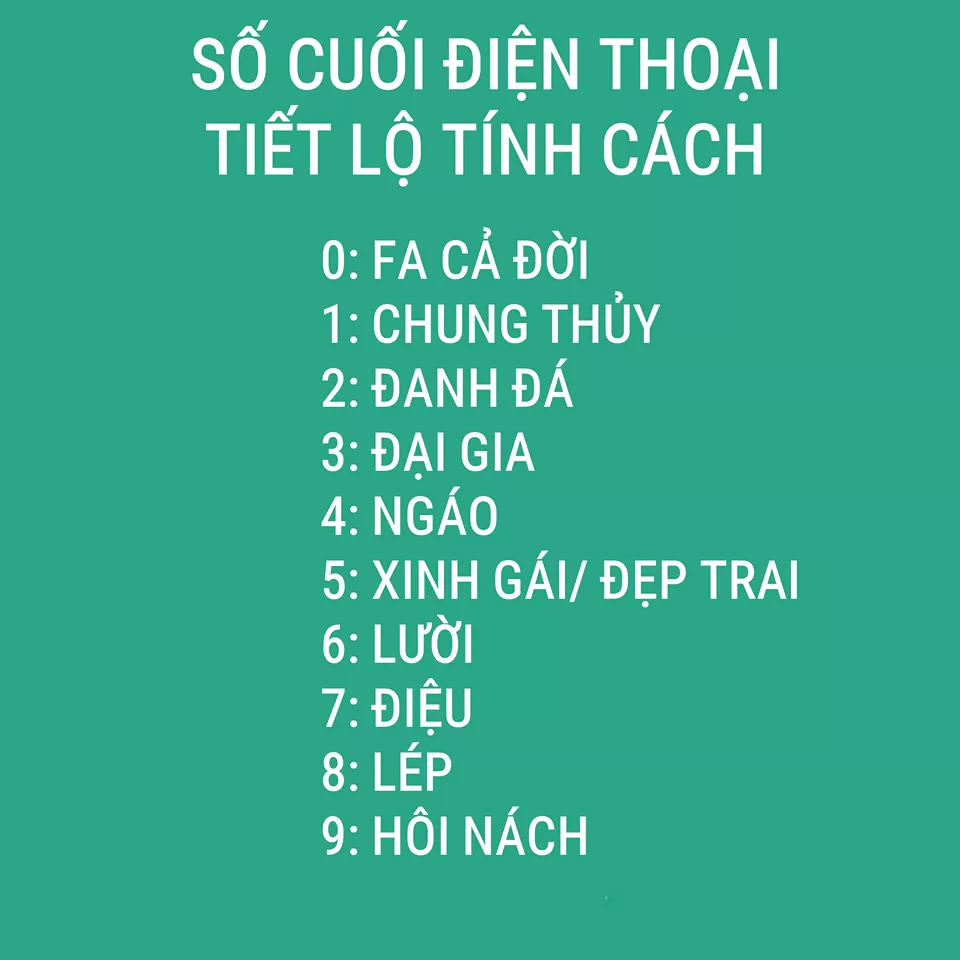 SỐ CUỐI ĐIỆN THOẠI
TIẾT LỘ TÍNH CÁCH
0: FA CẢ ĐỜI
1: CHUNG THỦY
2: ĐANH ĐÁ
3: ĐẠI GIA
4: NGÁO
5: XINH GÁI/ ĐẸP TRAI
6: LƯỜI
7: ĐIỆU
8: LÉP
9: HÔI NÁCH